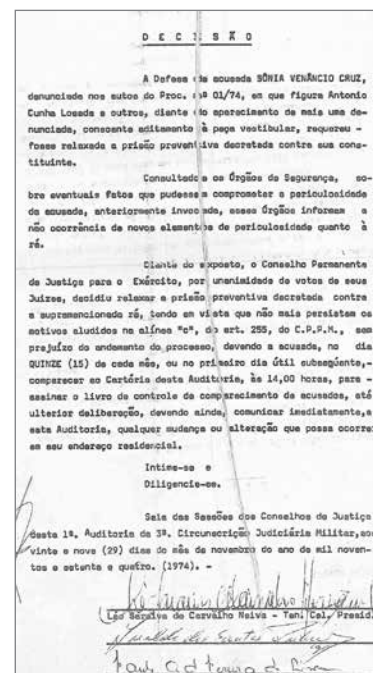 D E C I S Ã O
A Defesa da acusada SÔNIA VENÂNCIO CRUZ,
denunciada nos autos do Proc. nº 01/74, em que figura Antonio
Cunha Losada e outros, diante do aparecimento de mais uma de-
nunciada, consoante aditamento à peça vestibular, requereu -
fosse relaxada a prisão preventiva decretada contra sua cons-
tituinte.
Consultados os Órgãos de Segurança, so-
bre eventuais fatos que pudessem comprometer a periculosidade
da acusada, anteriormente invocada, esses Órgãos informam a
não ocorrência de novos elementos de periculosidade quanto à
ré.
Diante do exposto, o Conselho Permanente
de Justiça para o Exército, por unanimidade de votos de seus
Juizes, decidiu relaxar a prisão preventiva decretada contra
a supramencionada ré, tendo em vista que não mais persistem os
motivos aludidos na alínea "c", do art. 255, do C.P.P.M., sem
prejuízo do andamento do processo, devendo a acusada, no dia
QUINZE (15) de cada mês, ou no primeiro dia útil subseqüente,-
comparecer ao Cartório desta Auditoria, às 14,00 horas, para -
assinar o livro de controle de comparecimento de acusados, até
ulterior deliberação, devendo ainda, comunicar imediatamente,a
esta Auditoria, qualquer mudança ou alteração que possa ocorrer
em seu endereço residencial.
Intime-se e
Diligencie-se.
Sala das Sessões dos Conselhos de Justiça
desta 1ª. Auditoria da 3ª. Circunscrição Judiciária Militar,aos
vinte e nove (29) dias do mês de novembro do ano de mil noven-
tos e setenta e quatro. (1974). -
Léo Saraiva de Carvalho Neiva - Ten. Cel. Presid.